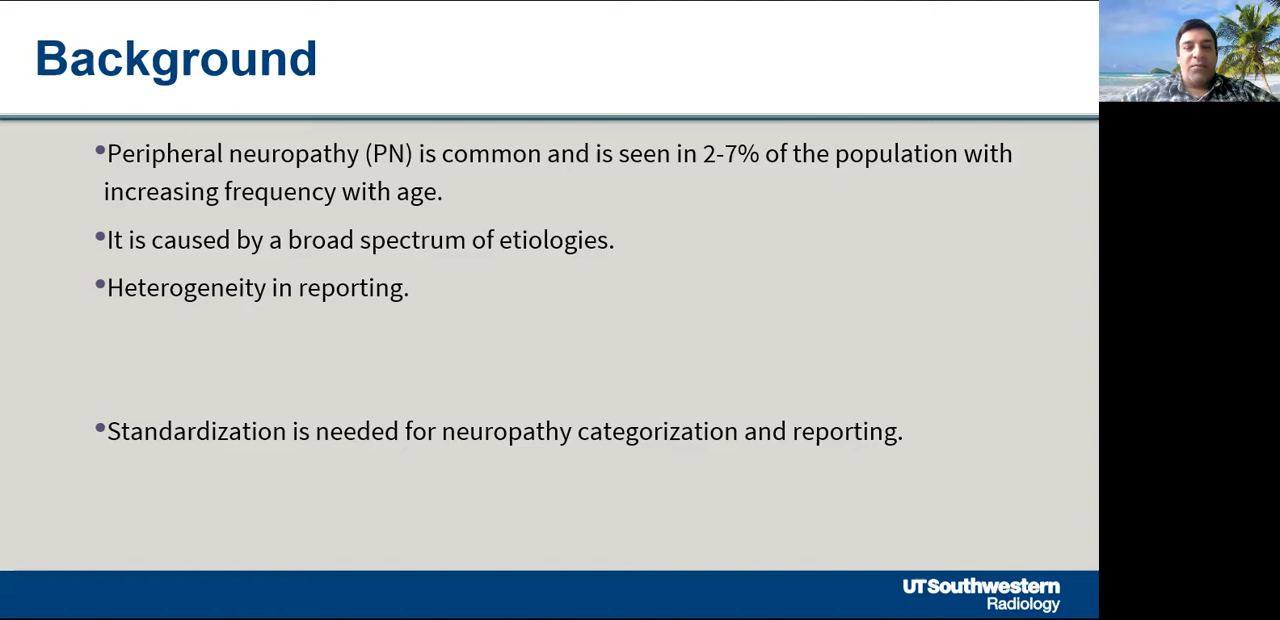 Background
•Peripheral neuropathy (PN) is common and is seen in 2-7% of the population with
increasing frequency with age.
•It is caused by a broad spectrum of etiologies.
•Heterogeneity in reporting.
•Standardization is needed for neuropathy categorization and reporting.
UTSouthwestern
Radiology